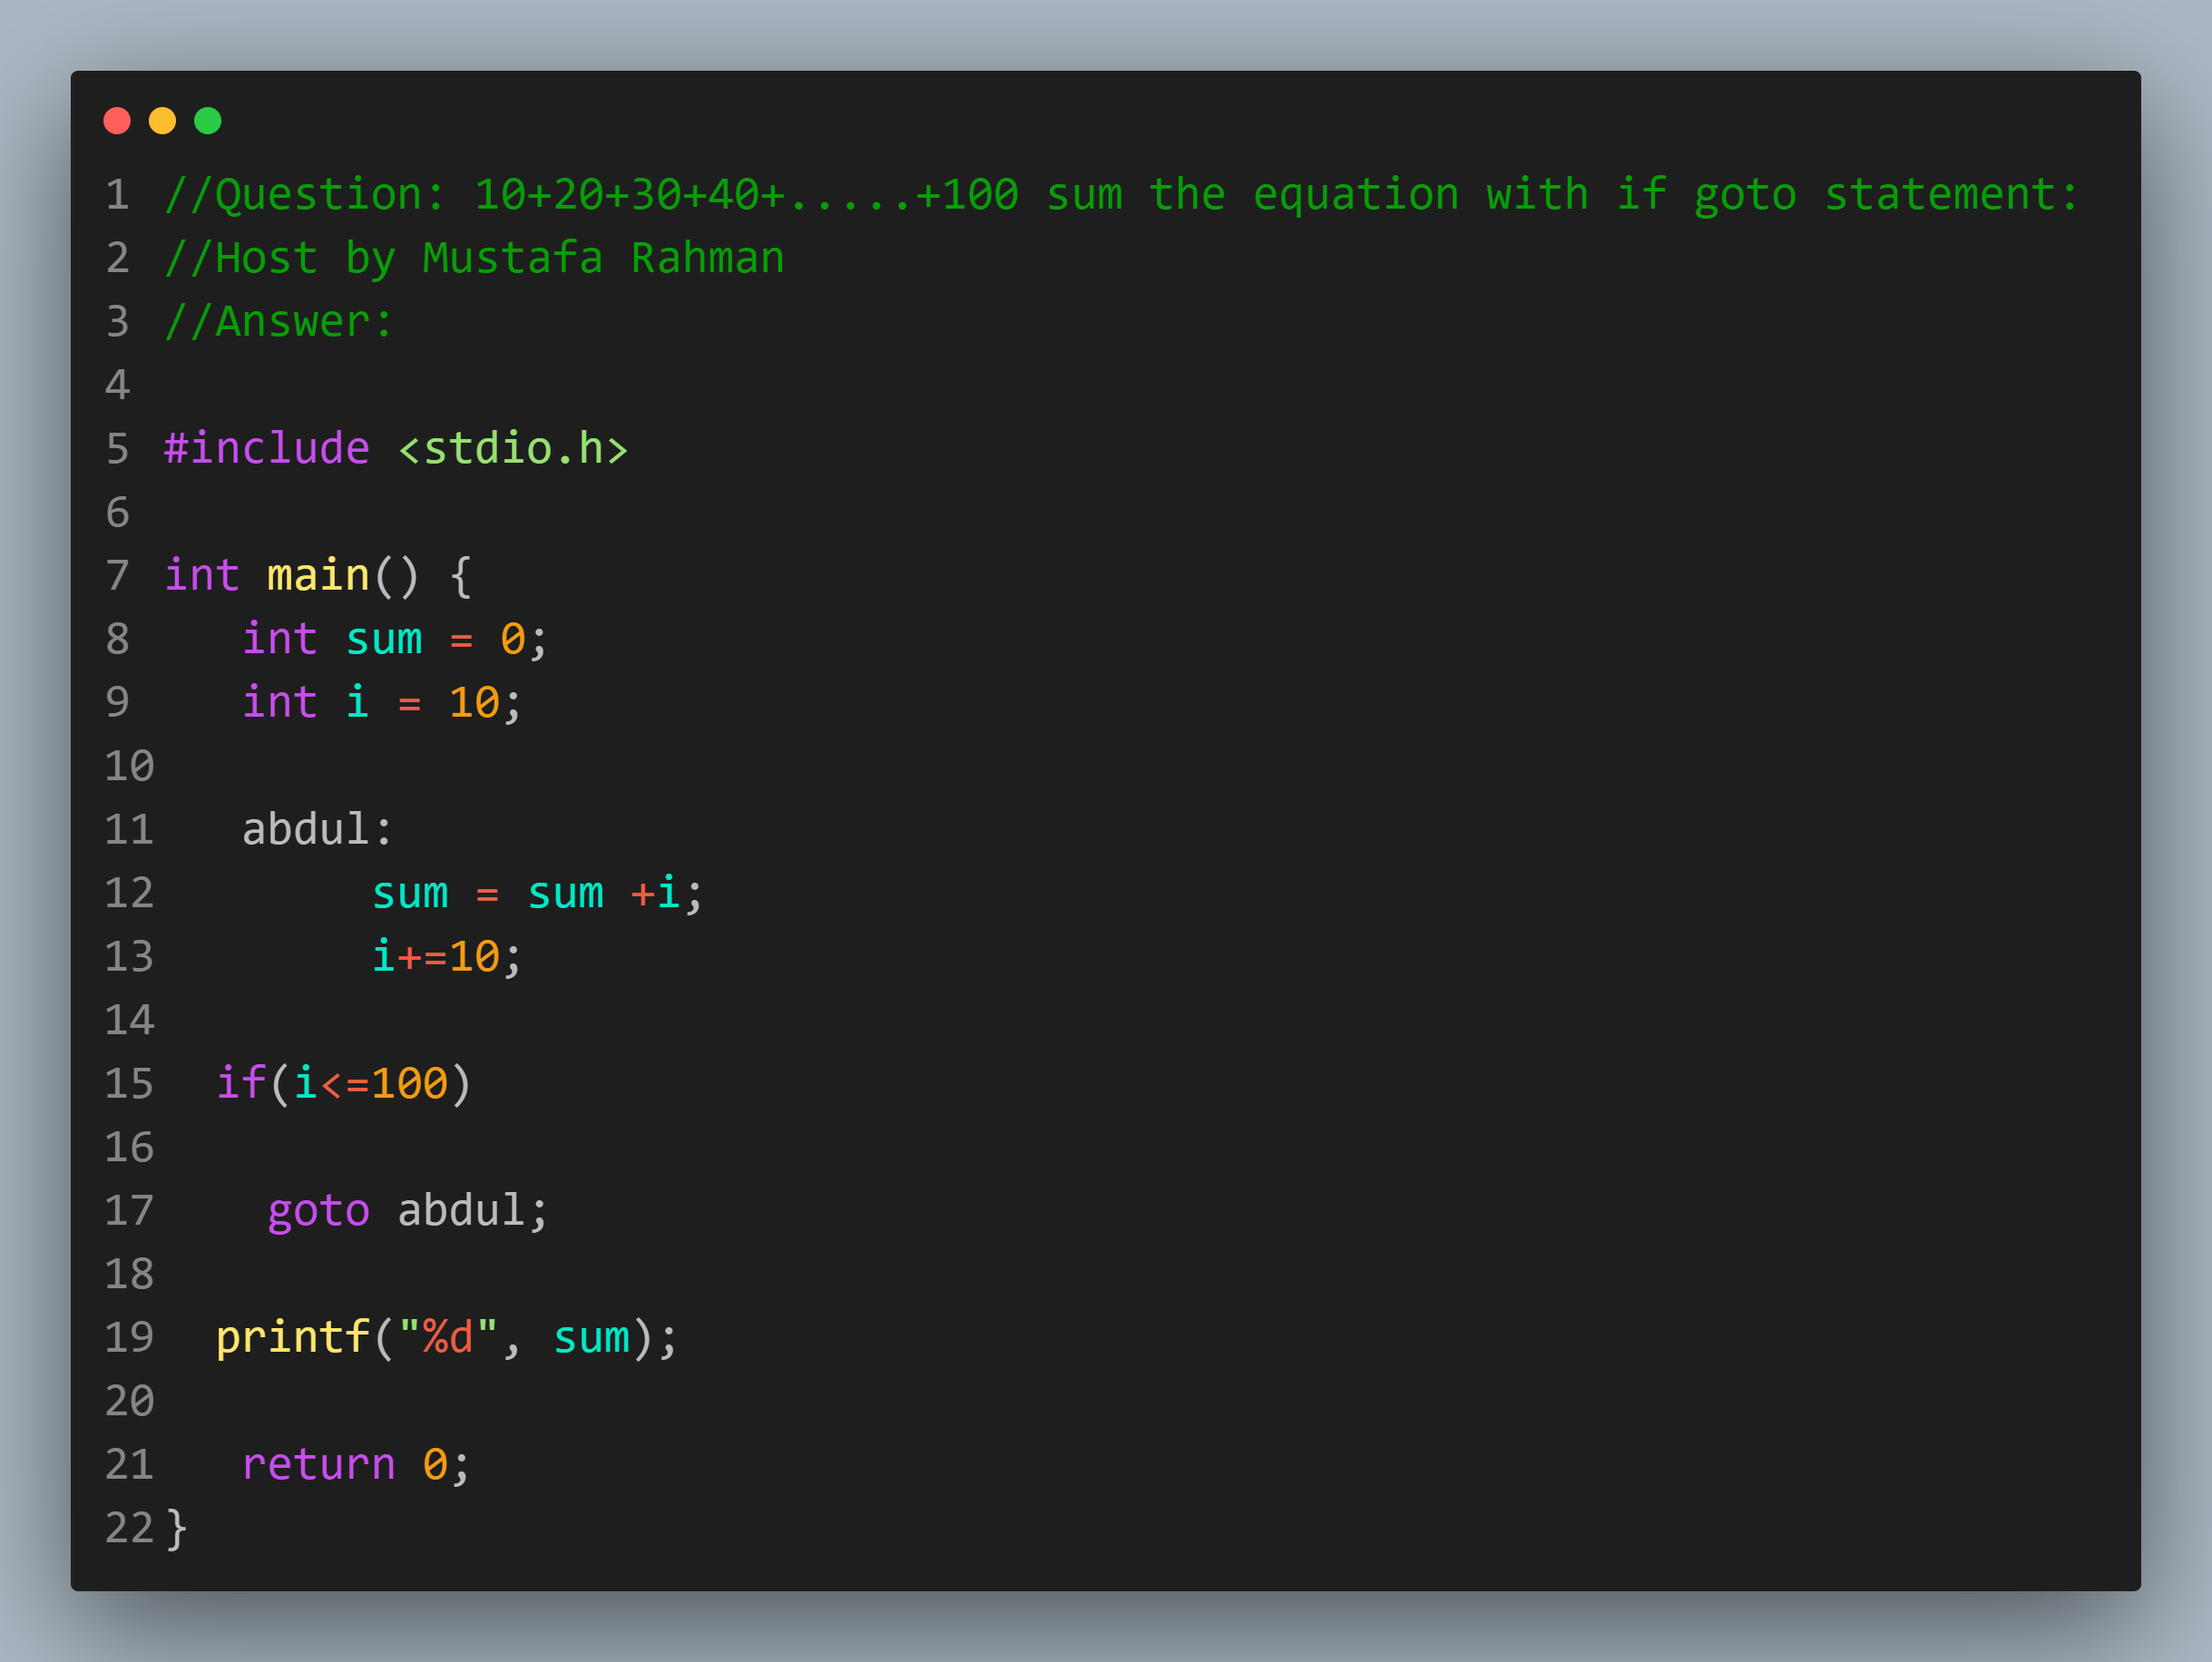 1 //Question: 10+20+30+40+.....+100 sum the equation with if goto statement:
2 //Host by Mustafa Rahman
3 //Answer:
4
5 #include <stdio.h>
6
7 int main() {
8    int sum = 0;
9    int i = 10;
10
11    abdul:
12         sum = sum +i;
13         i+=10;
14
15   if(i<=100)
16
17     goto abdul;
18
19   printf("%d", sum);
20
21    return 0;
22 }